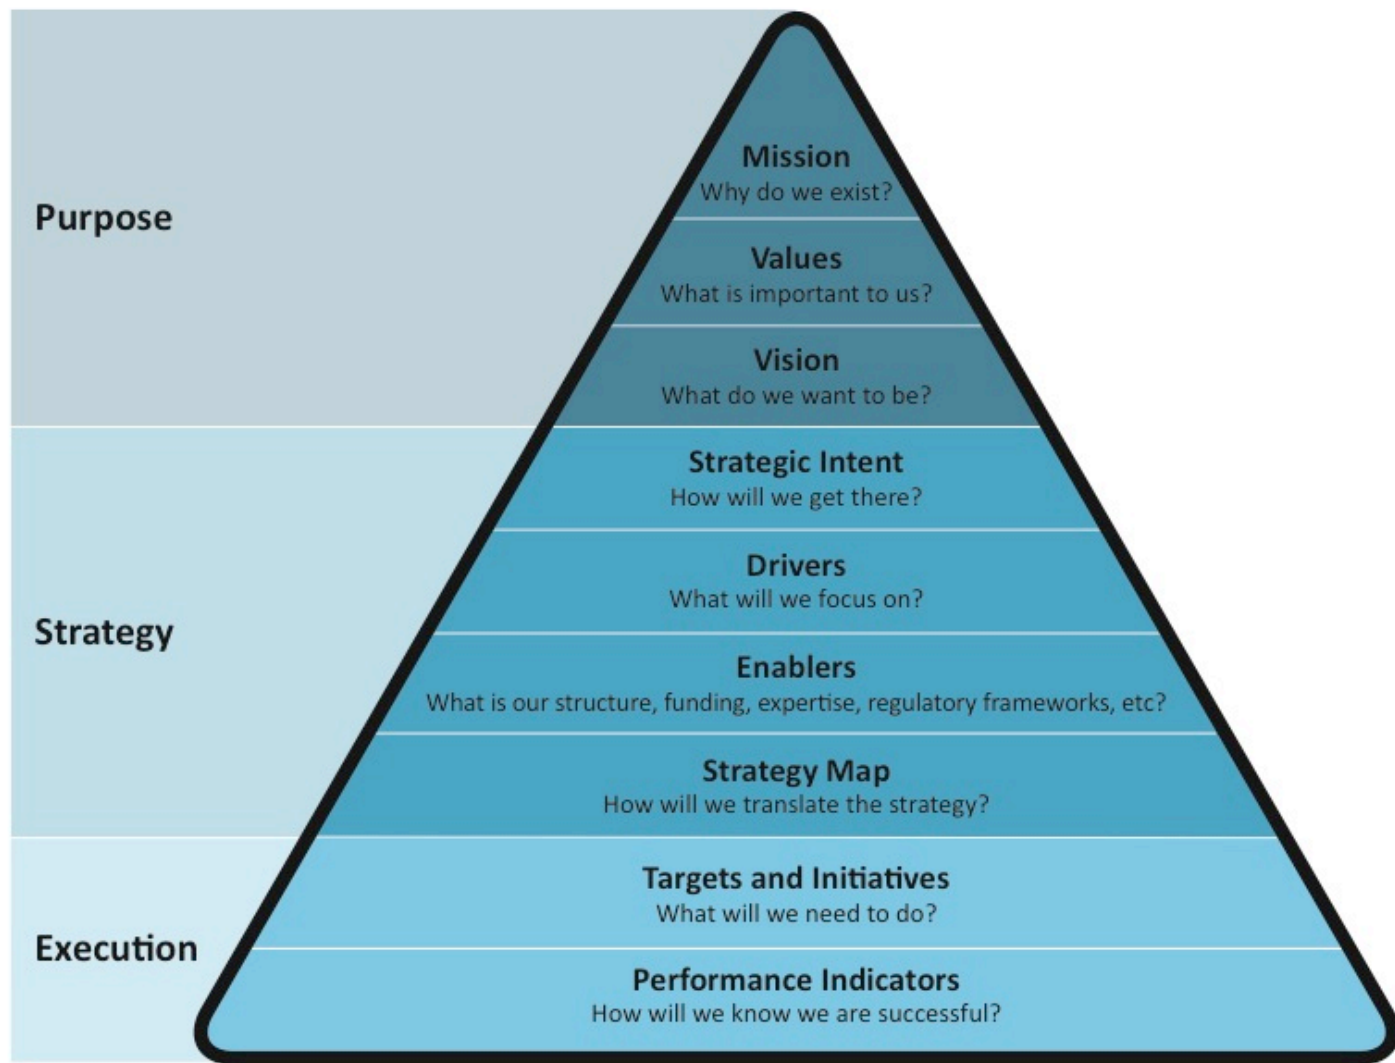 Purpose
Mission
Why do we exist?
Values
What is important to us?
Vision
What do we want to be?
Strategy
Strategic Intent
How will we get there?
Drivers
What will we focus on?
Enablers
What is our structure, funding, expertise, regulatory frameworks, etc?
Strategy Map
How will we translate the strategy?
Execution
Targets and Initiatives
What will we need to do?
Performance Indicators
How will we know we are successful?